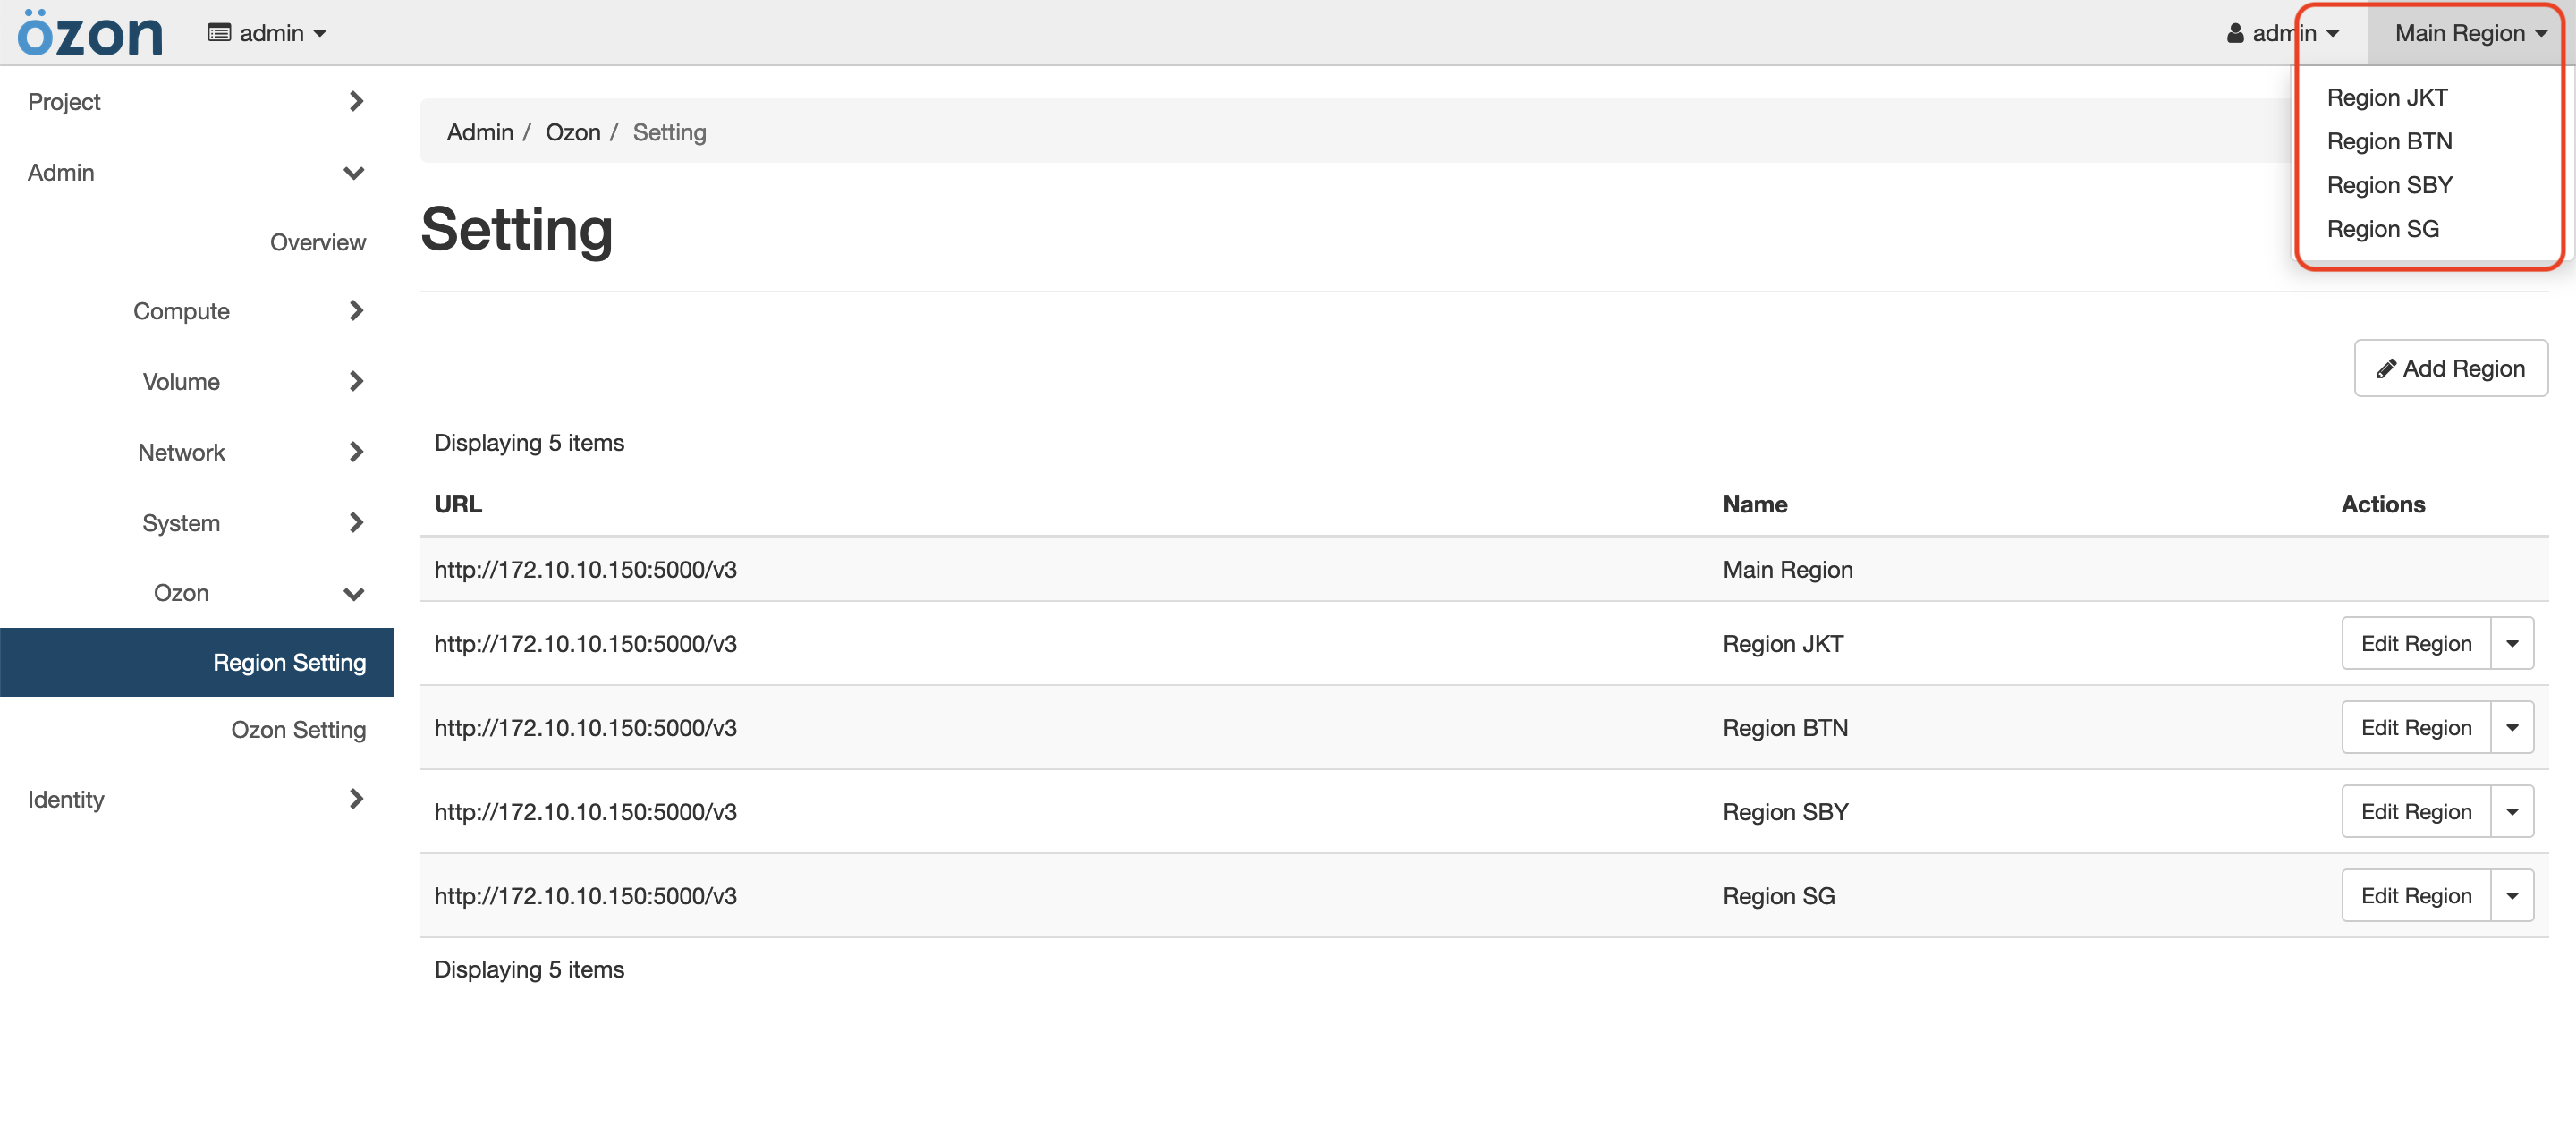 özon admin admin Main Region
Region JKT
Region BTN
Region SBY
Region SG
Project
Admin
Overview
Compute
Volume
Network
System
Ozon
Region Setting
Ozon Setting
Identity
Admin / Ozon / Setting
Setting
Add Region
Displaying 5 items
URL Name Actions
http://172.10.10.150:5000/v3 Main Region
http://172.10.10.150:5000/v3 Region JKT Edit Region
http://172.10.10.150:5000/v3 Region BTN Edit Region
http://172.10.10.150:5000/v3 Region SBY Edit Region
http://172.10.10.150:5000/v3 Region SG Edit Region
Displaying 5 items